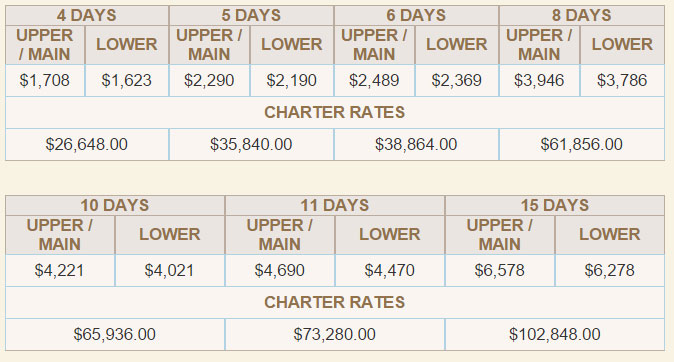 4 DAYS 5 DAYS 6 DAYS 8 DAYS
UPPER / MAIN LOWER UPPER / MAIN LOWER UPPER / MAIN LOWER UPPER / MAIN LOWER
$1,708 $1,623 $2,290 $2,190 $2,489 $2,369 $3,946 $3,786
CHARTER RATES
$26,648.00 $35,840.00 $38,864.00 $61,856.00
10 DAYS 11 DAYS 15 DAYS
UPPER / MAIN LOWER UPPER / MAIN LOWER UPPER / MAIN LOWER
$4,221 $4,021 $4,690 $4,470 $6,578 $6,278
CHARTER RATES
$65,936.00 $73,280.00 $102,848.00